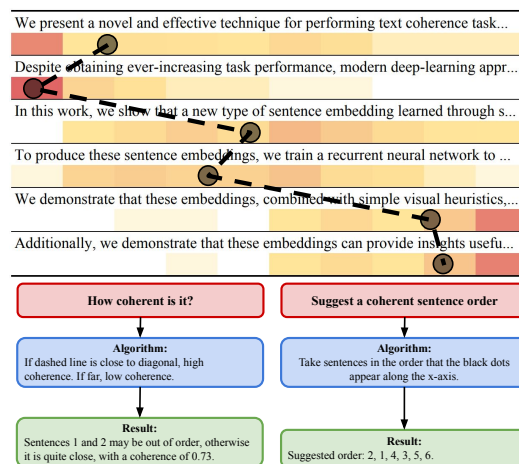 We present a novel and effective technique for performing text coherence task...
Despite obtaining ever-increasing task performance, modern deep-learning appr...
In this work, we show that a new type of sentence embedding learned through s...
To produce these sentence embeddings, we train a recurrent neural network to ...
We demonstrate that these embeddings, combined with simple visual heuristics,...
Additionally, we demonstrate that these embeddings can provide insights usefu...
How coherent is it?
Algorithm:
If dashed line is close to diagonal, high
coherence. If far, low coherence.
Result:
Sentences 1 and 2 may be out of order, otherwise
it is quite close, with a coherence of 0.73.
Suggest a coherent sentence order
Algorithm:
Take sentences in the order that the black dots
appear along the x-axis.
Result:
Suggested order: 2, 1, 4, 3, 5, 6.